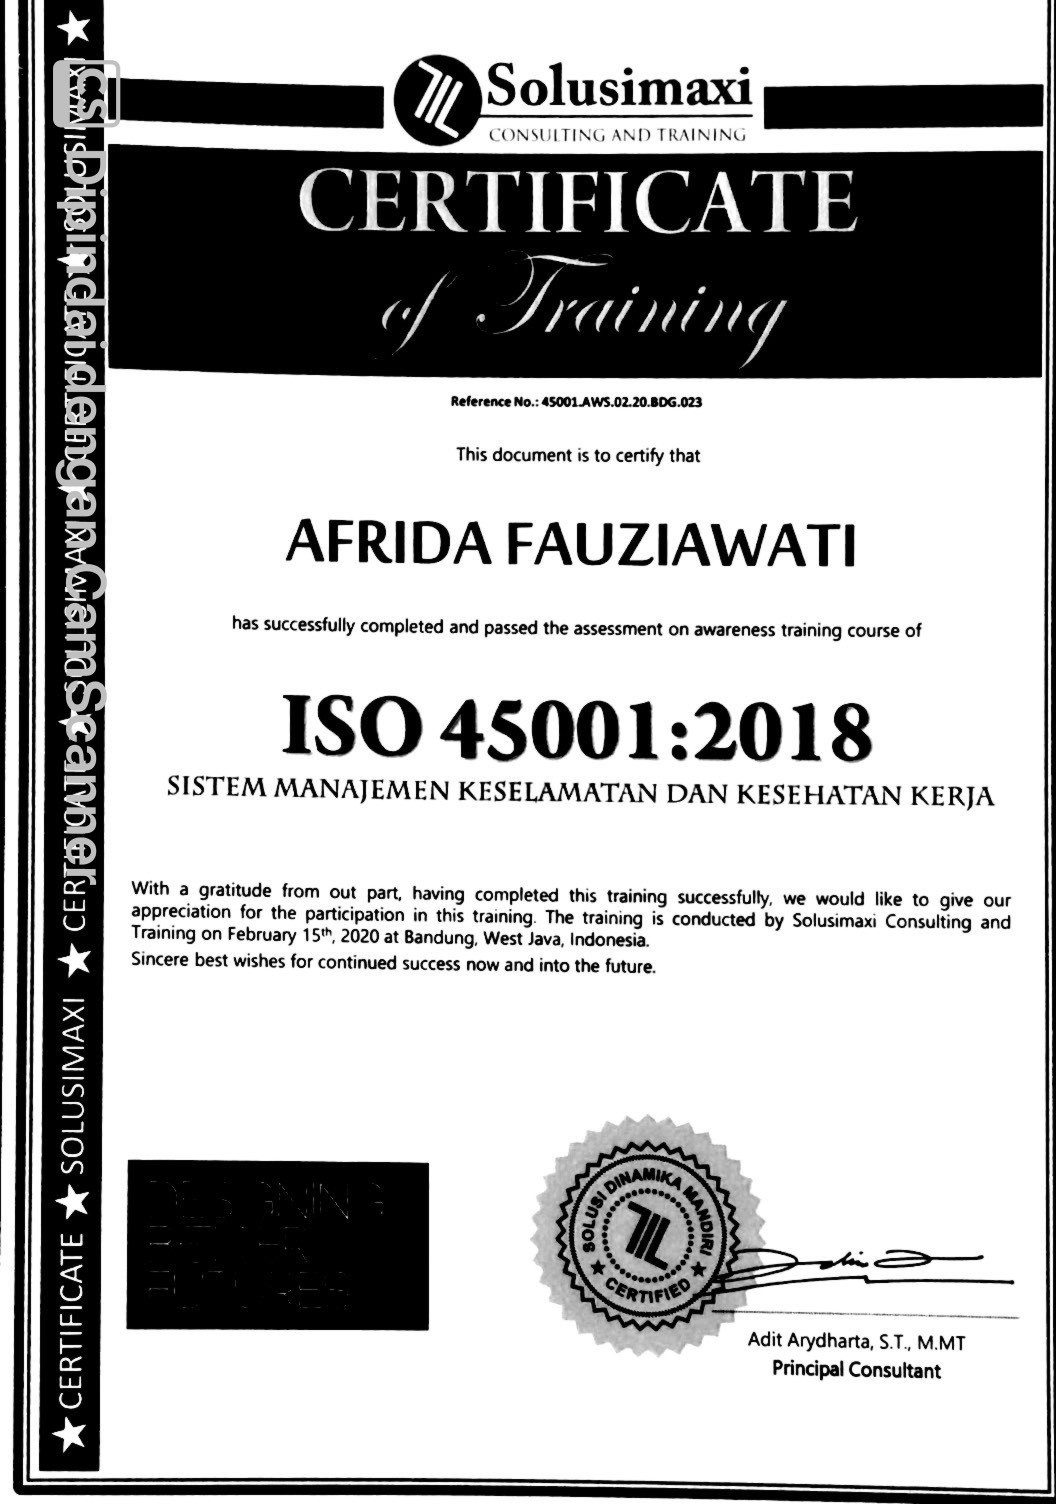 Solusimaxi
CONSULTING AND TRAINING
CERTIFICATE
of Training
Reference No.: 45001.AWS.02.20.BDG.023
This document is to certify that
AFRIDA FAUZIAWATI
has successfully completed and passed the assessment on awareness training course of
ISO 45001:2018
SISTEM MANAJEMEN KESELAMATAN DAN KESEHATAN KERJA
With a gratitude from out part, having completed this training successfully, we would like to give our
appreciation for the participation in this training. The training is conducted by Solusimaxi Consulting and
Training on February 15th, 2020 at Bandung, West Java, Indonesia.
Sincere best wishes for continued success now and into the future.
DESIGNING
SOLUSI DINAMIKA MANDIRI
CERTIFIED
Adit Arydharta, S.T., M.MT
Principal Consultant
★ CERTIFICATE ★ SOLUSIMAXI ★ CERTIFICATE ★ SOLUSIMAXI ★ CERTIFICATE ★ SOLUSIMAXI ★
CS Dipindai dengan CamScanner